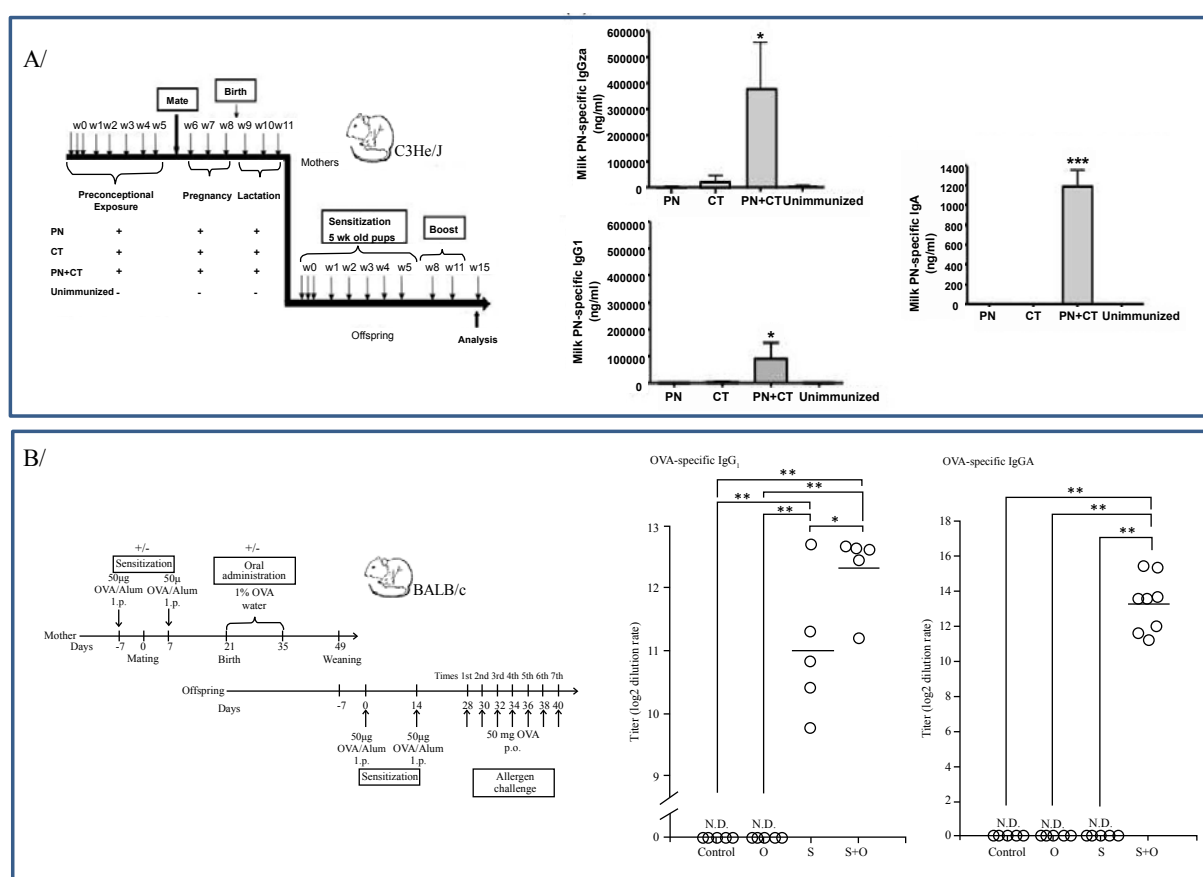 A/
Mate
Birth
w0 w1 w2 w3 w4 w5 w6 w7 w8 w9 w10 w11
C3He/J
Mothers
Preconceptional
Exposure
Pregnancy Lactation
PN + + +
CT + + +
PN+CT + + +
Unimmunized - - -
Sensitization
5 wk old pups
Boost
w0 w1 w2 w3 w4 w5 w8 w11 w15
Offspring
Analysis
Milk PN-specific IgGza
(ng/ml)
600000
500000
400000
300000
200000
100000
0
*
PN CT PN+CT Unimmunized
Milk PN-specific IgG1
(ng/ml)
600000
500000
400000
300000
200000
100000
0
*
PN CT PN+CT Unimmunized
Milk PN-specific IgA
(ng/ml)
1400
1200
1000
800
600
400
200
0
***
PN CT PN+CT Unimmunized
B/
+/- +/-
Sensitization
Oral
administration
50μg 50μ
OVA/Alum OVA/Alum
1.p. 1.p.
1% OVA
water
BALB/c
Mother
Days -7 0 7 21 35 49
Mating Birth Weaning
Times 1st 2nd 3rd 4th 5th 6th 7th
Offspring
Days -7 0 14 28 30 32 34 36 38 40
50μg 50μg
OVA/Alum OVA/Alum
1.p. 1.p.
50 mg OVA
p.o.
Sensitization
Allergen
challenge
OVA-specific IgG1
**
**
**
**
*
Titer (log2 dilution rate)
13
12
11
10
9
0
N.D. N.D.
Control O S S+O
OVA-specific IgGA
**
**
**
Titer (log2 dilution rate)
18
16
14
12
10
8
6
4
2
0
N.D. N.D. N.D.
Control O S S+O